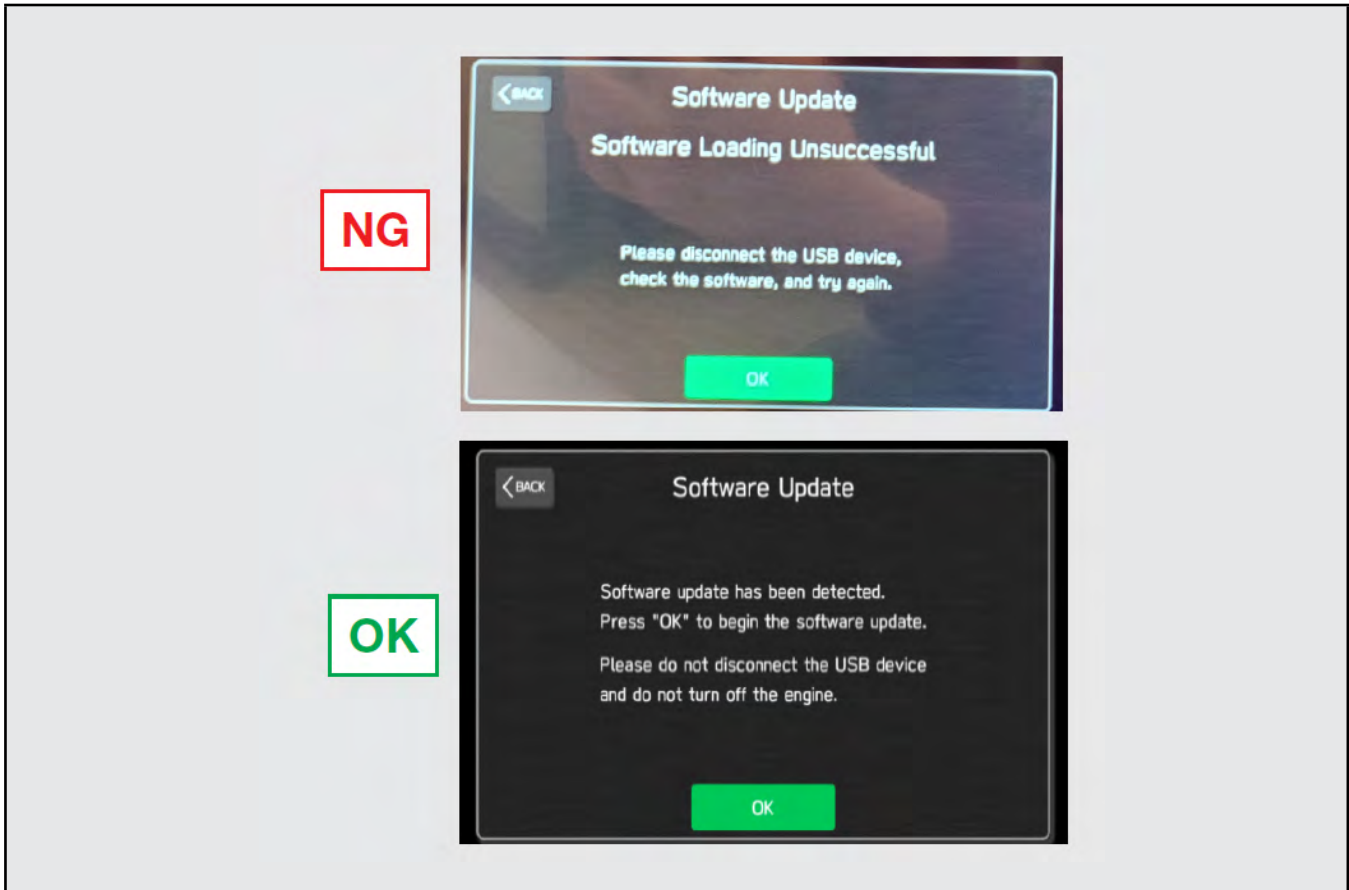 < BACK
Software Update
Software Loading Unsuccessful
NG
Please disconnect the USB device,
check the software, and try again.
OK
< BACK
Software Update
Software update has been detected.
Press "OK" to begin the software update.
OK
Please do not disconnect the USB device
and do not turn off the engine.
OK